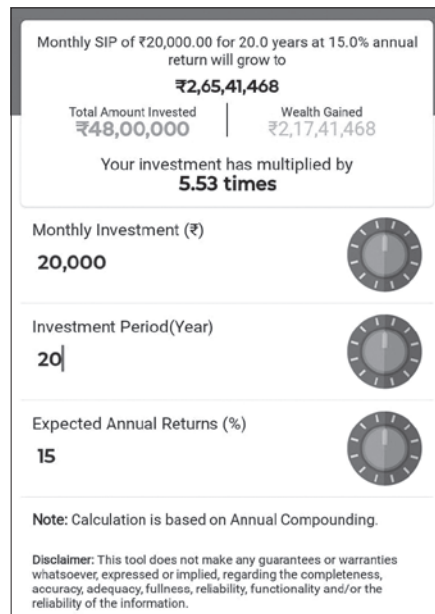 Monthly SIP of ₹20,000.00 for 20.0 years at 15.0% annual
return will grow to
₹2,65,41,468
Total Amount Invested
₹48,00,000
Wealth Gained
₹2,17,41,468
Your investment has multiplied by
5.53 times
Monthly Investment (₹)
20,000
Investment Period(Year)
20
Expected Annual Returns (%)
15
Note: Calculation is based on Annual Compounding.
Disclaimer: This tool does not make any guarantees or warranties
whatsoever, expressed or implied, regarding the completeness,
accuracy, adequacy, fullness, reliability, functionality and/or the
reliability of the information.